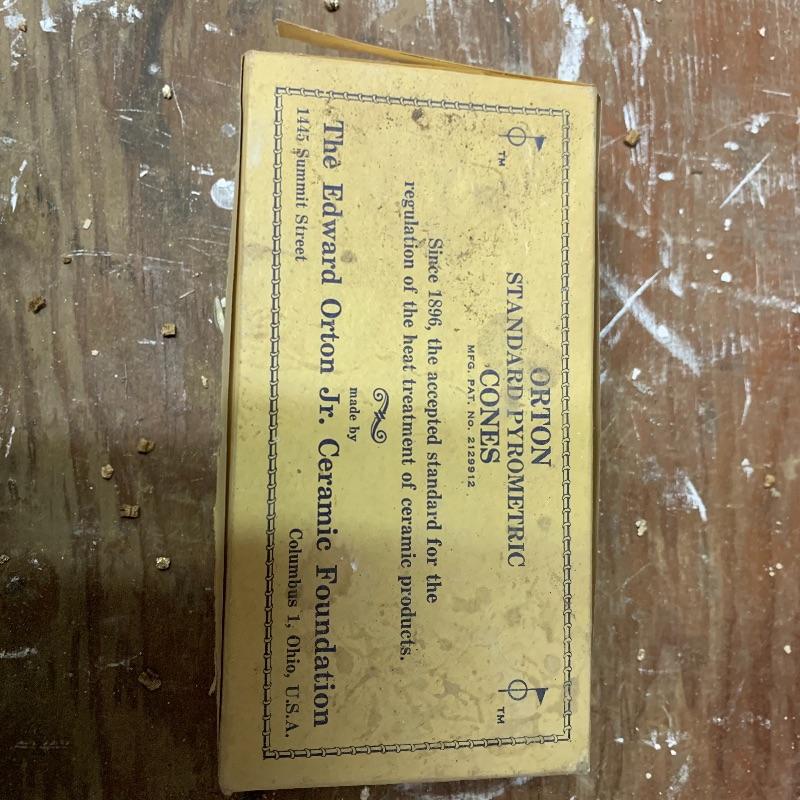 ORTON
STANDARD PYROMETRIC
CONES
MFG. PAT. No. 2129912
TM
TM
Since 1896, the accepted standard for the
regulation of the heat treatment of ceramic products.
made by
The Edward Orton Jr. Ceramic Foundation
1445 Summit Street Columbus 1, Ohio, U.S.A.